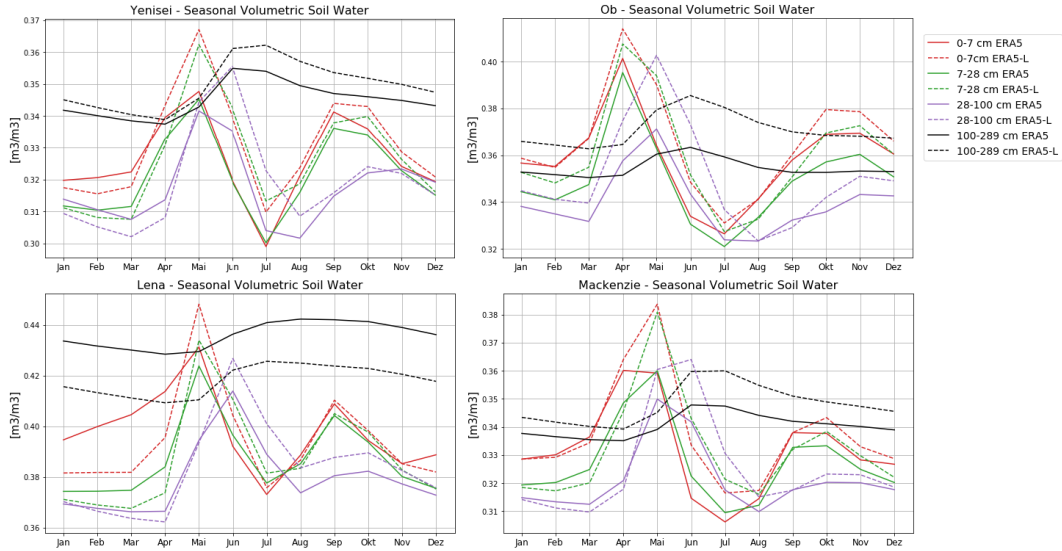 Yenisei - Seasonal Volumetric Soil Water
[m3/m3]
0.37
0.36
0.35
0.34
0.33
0.32
0.31
0.30
Jan Feb Mar Apr Mai Jun Jul Aug Sep Okt Nov Dez
Ob - Seasonal Volumetric Soil Water
0.40
0.38
0.36
0.34
0.32
Jan Feb Mar Apr Mai Jun Jul Aug Sep Okt Nov Dez
0-7 cm ERA5
0-7cm ERA5-L
7-28 cm ERA5
7-28 cm ERA5-L
28-100 cm ERA5
28-100 cm ERA5-L
100-289 cm ERA5
100-289 cm ERA5-L
Lena - Seasonal Volumetric Soil Water
[m3/m3]
0.44
0.42
0.40
0.38
0.36
Jan Feb Mar Apr Mai Jun Jul Aug Sep Okt Nov Dez
Mackenzie - Seasonal Volumetric Soil Water
0.38
0.37
0.36
0.35
0.34
0.33
0.32
0.31
Jan Feb Mar Apr Mai Jun Jul Aug Sep Okt Nov Dez